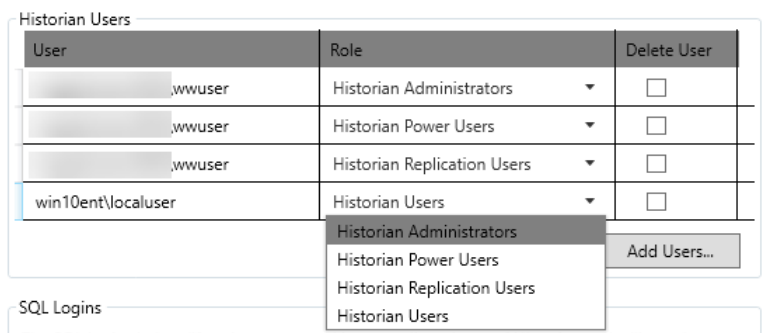 Historian Users
User Role Delete User
wwuser Historian Administrators
wwuser Historian Power Users
wwuser Historian Replication Users
win10ent\localuser Historian Users
Historian Administrators
Historian Power Users
Historian Replication Users
Historian Users
Add Users...
SQL Logins